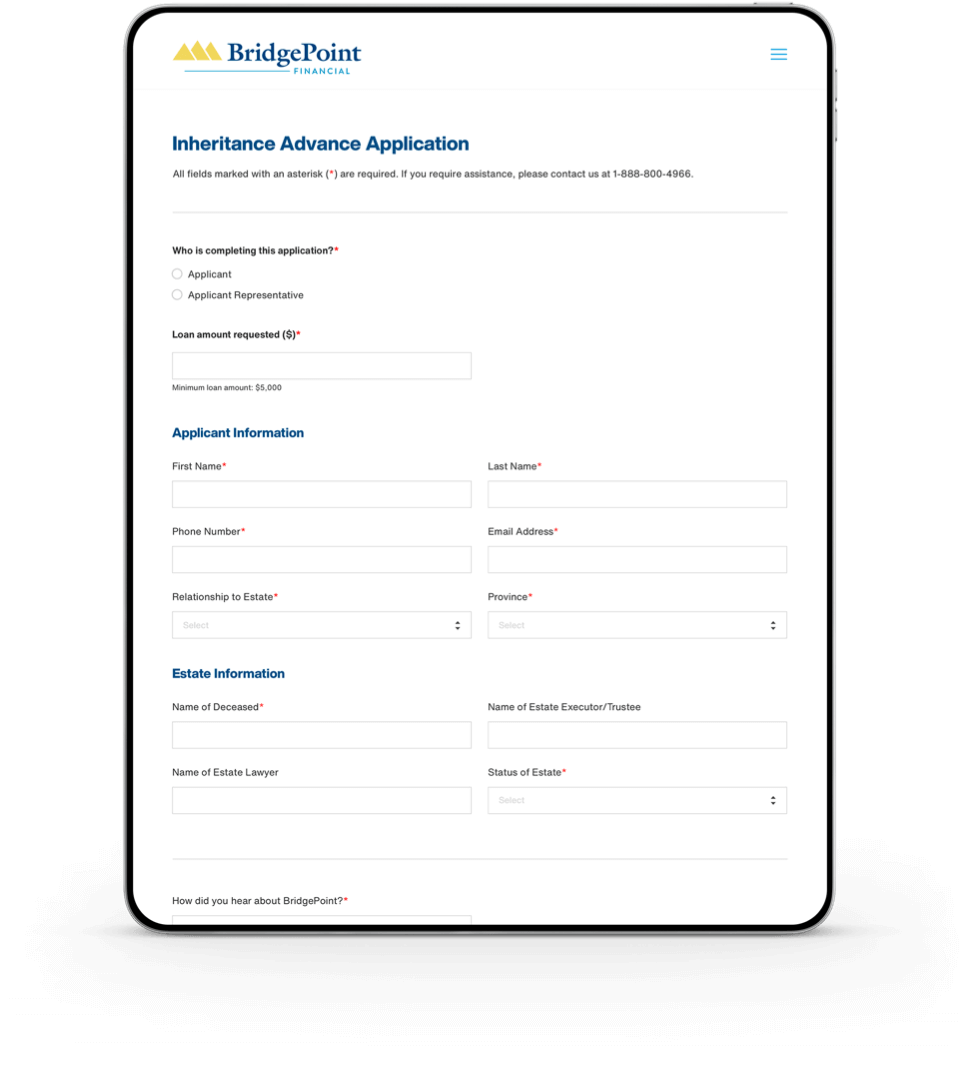 BridgePoint
FINANCIAL
Inheritance Advance Application
All fields marked with an asterisk (*) are required. If you require assistance, please contact us at 1-888-800-4966.
Who is completing this application?*
Applicant
Applicant Representative
Loan amount requested ($)*
Minimum loan amount: $5,000
Applicant Information
First Name*
Last Name*
Phone Number*
Email Address*
Relationship to Estate*
Province*
Select
Select
Estate Information
Name of Deceased*
Name of Estate Executor/Trustee
Name of Estate Lawyer
Status of Estate*
Select
How did you hear about BridgePoint?*